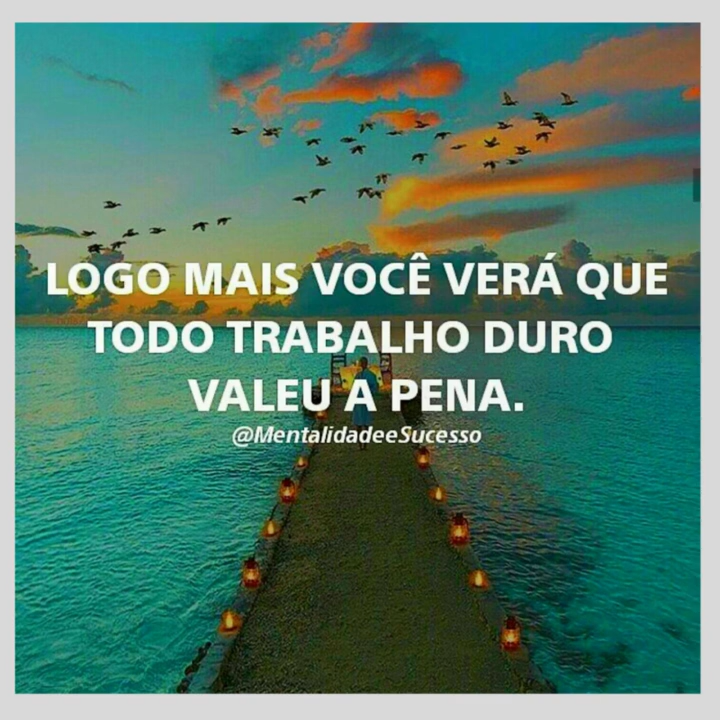 LOGO MAIS VOCÊ VERÁ QUE
TODO TRABALHO DURO
VALEU A PENA.
@MentalidadeeSucesso